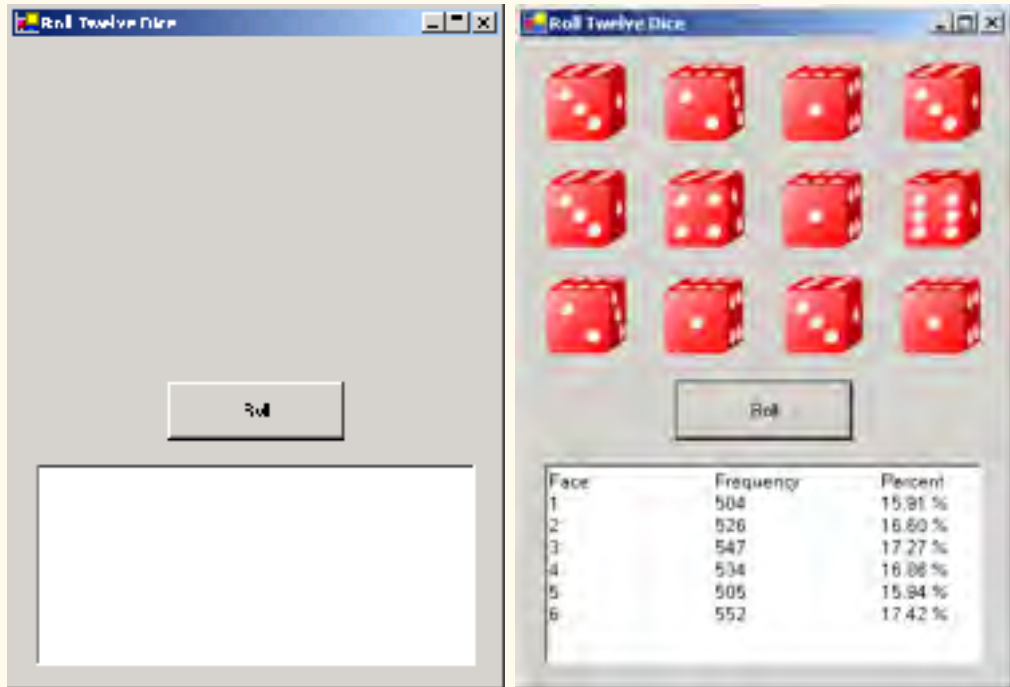 Roll Twelve Dice
Roll
Roll Twelve Dice
Roll
Face Frequency Percent
1 504 15.91 %
2 526 16.60 %
3 547 17.27 %
4 534 16.86 %
5 505 15.94 %
6 552 17.42 %